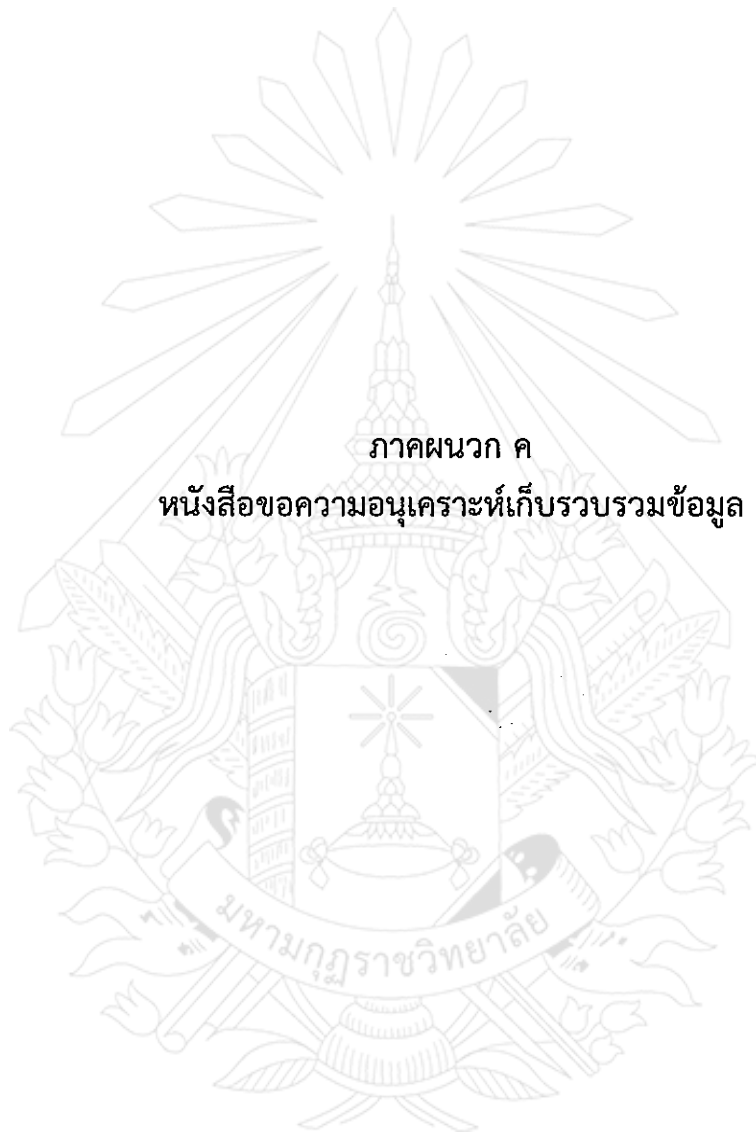 ภาคผนวก ค
หนังสือขอความอนุเคราะห์เก็บรวบรวมข้อมูล
มหามกุฏราชวิทยาลัย